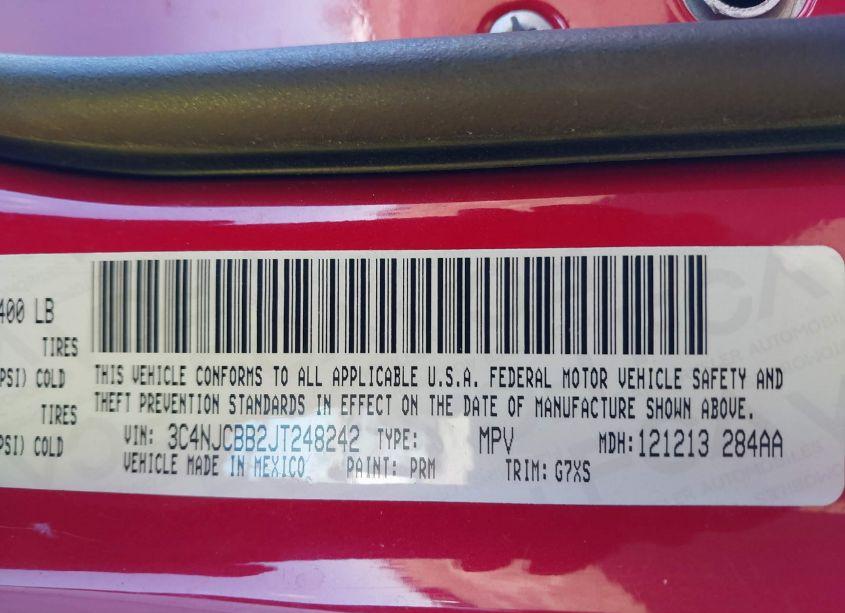 400 LB
TIRES
PSI) COLD
TIRES
PSI) COLD
THIS VEHICLE CONFORMS TO ALL APPLICABLE U.S.A. FEDERAL MOTOR VEHICLE SAFETY AND
THEFT PREVENTION STANDARDS IN EFFECT ON THE DATE OF MANUFACTURE SHOWN ABOVE.
VIN: 3C4NJCBB2JT248242 TYPE: MPV MDH: 121213 284AA
VEHICLE MADE IN MEXICO PAINT: PRM TRIM: G7XS